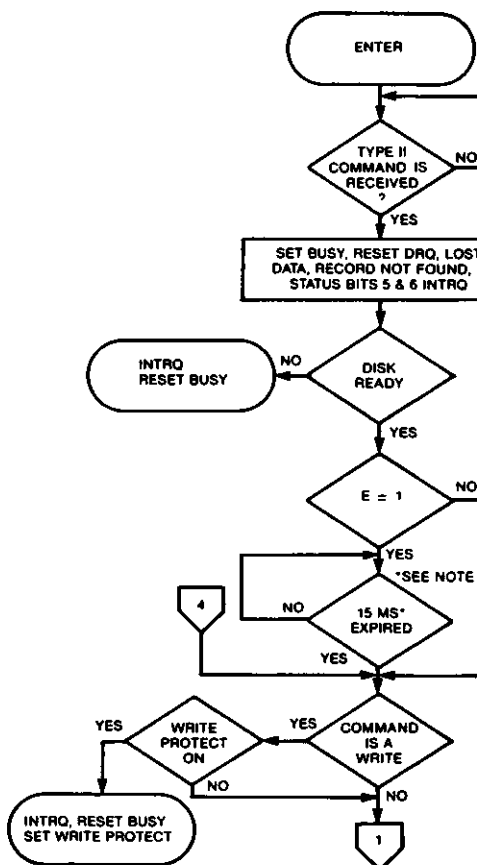 ENTER
TYPE II
COMMAND IS
RECEIVED
?
NO
YES
SET BUSY, RESET DRQ, LOST
DATA, RECORD NOT FOUND,
STATUS BITS 5 & 6 INTRQ
INTRQ
RESET BUSY
NO
DISK
READY
YES
E = 1
NO
YES
*SEE NOTE
4
NO
15 MS*
EXPIRED
YES
YES
WRITE
PROTECT
ON
YES
COMMAND
IS A
WRITE
NO
NO
INTRQ, RESET BUSY
SET WRITE PROTECT
1